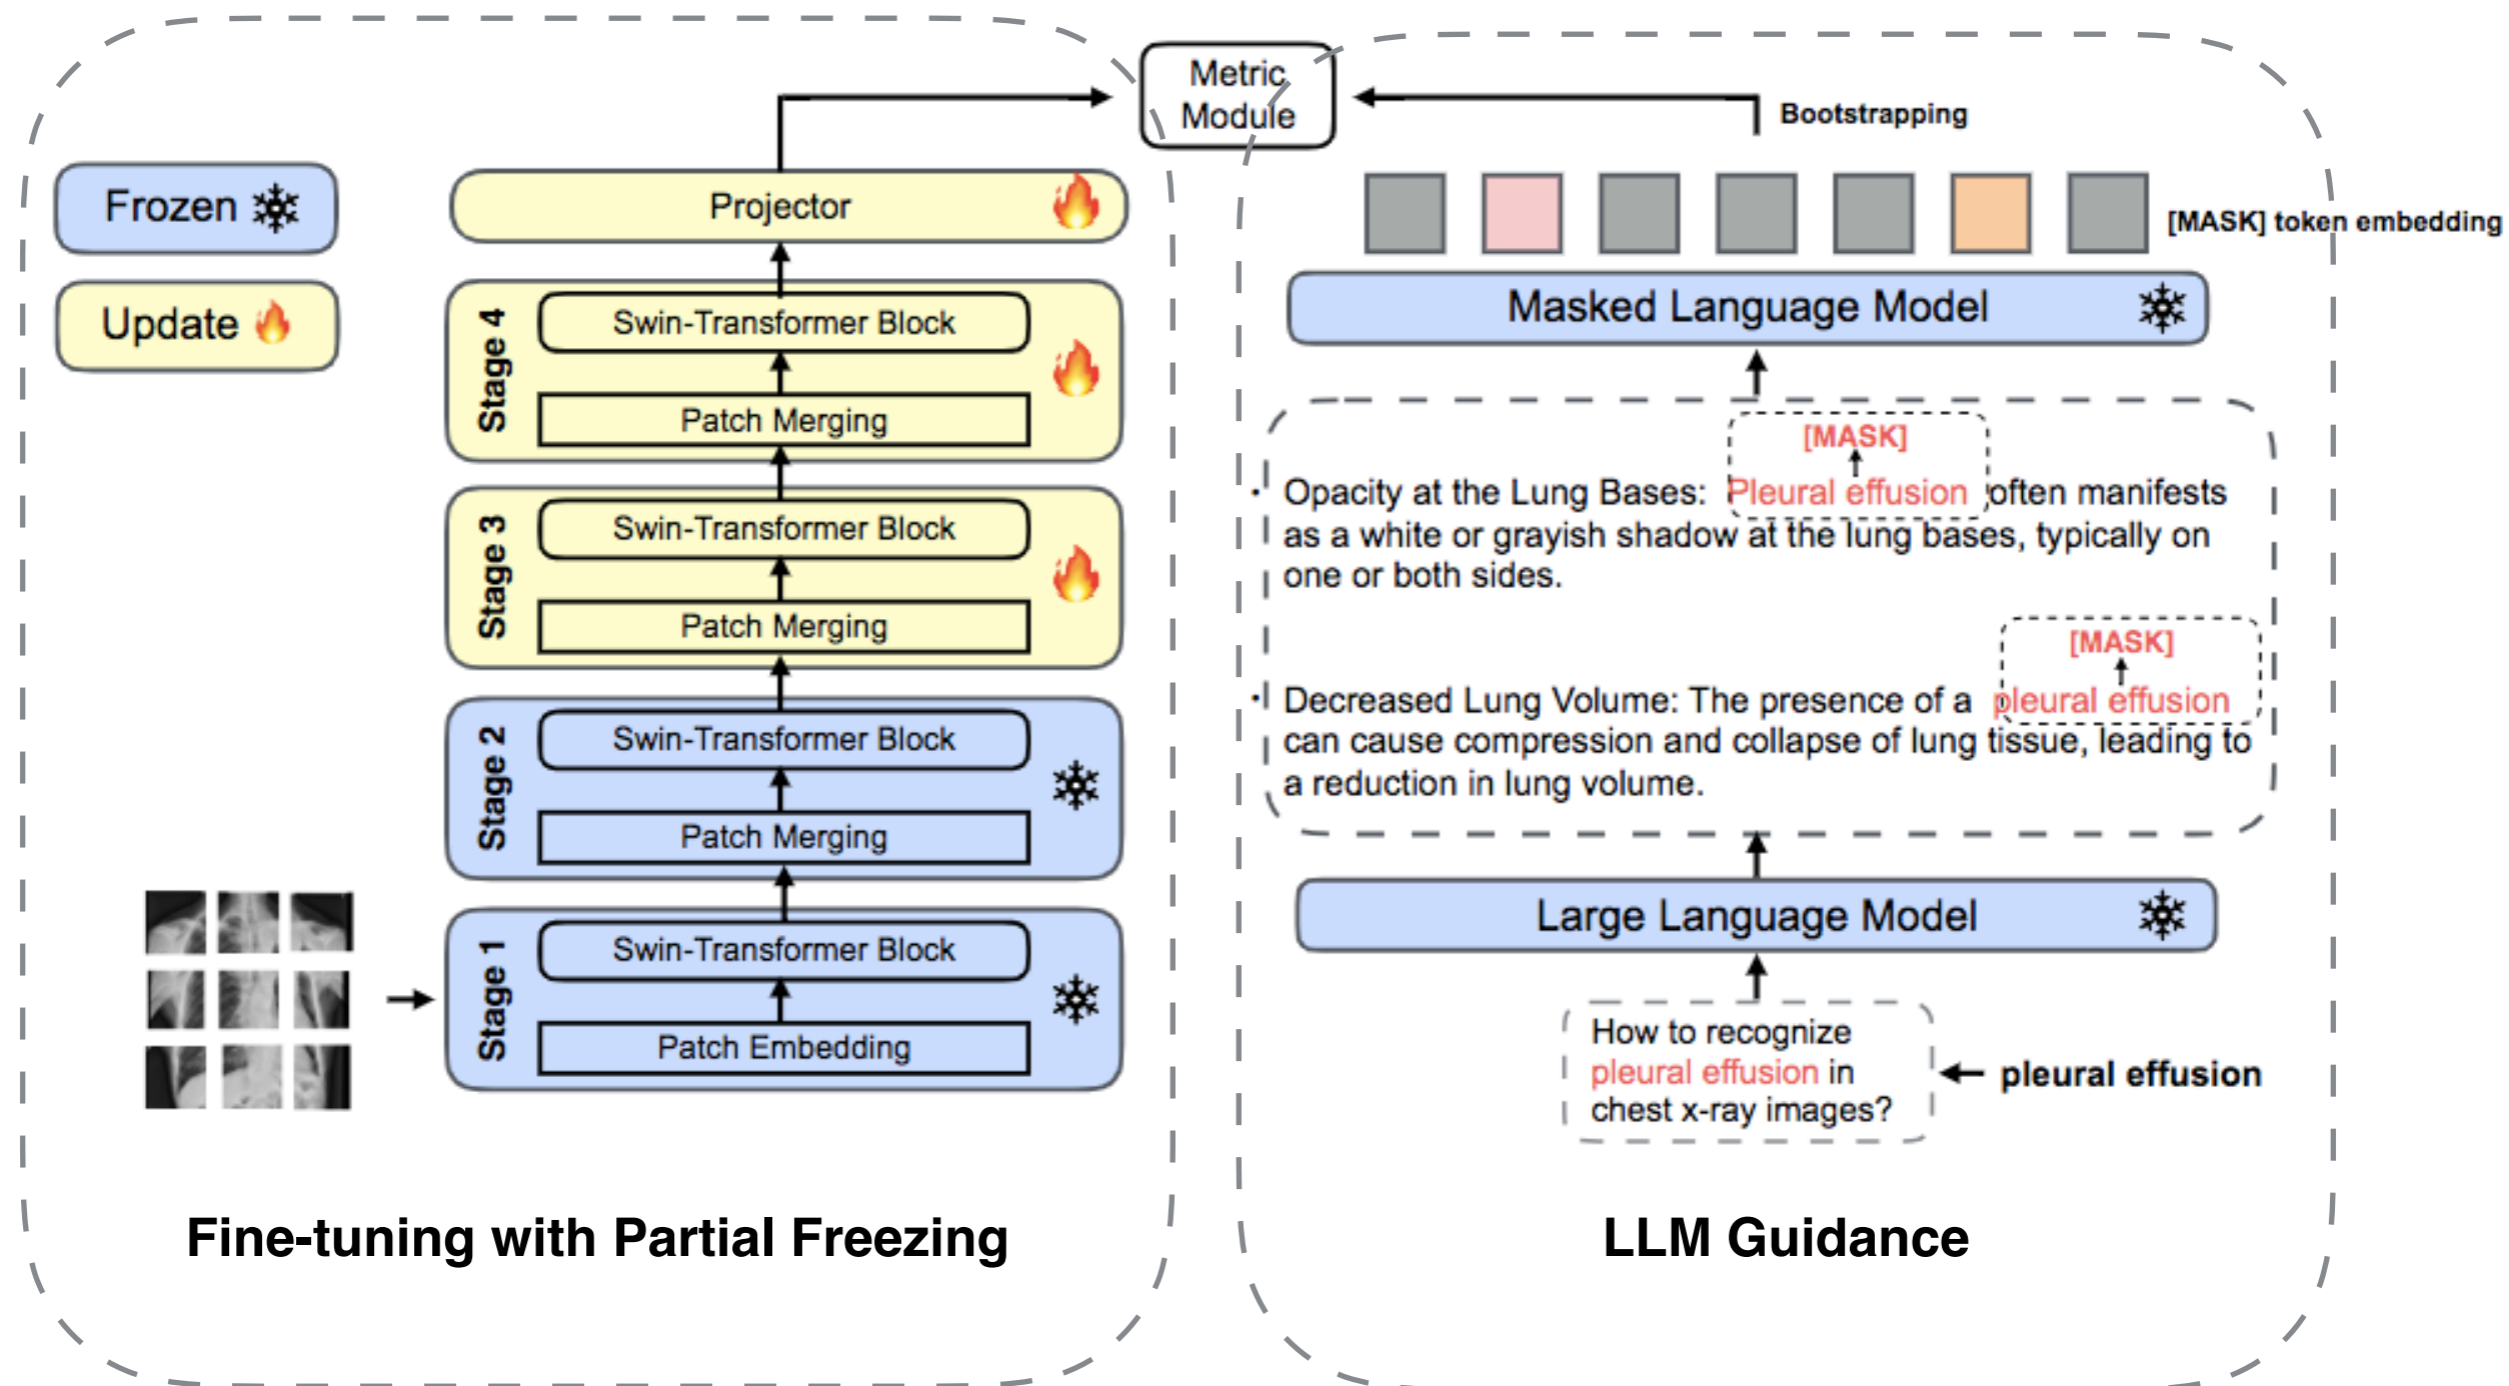 Metric
Module
Bootstrapping
Frozen
Update
Projector
[MASK] token embedding
Stage 4
Swin-Transformer Block
Patch Merging
Stage 3
Swin-Transformer Block
Patch Merging
Stage 2
Swin-Transformer Block
Patch Merging
Stage 1
Swin-Transformer Block
Patch Embedding
Fine-tuning with Partial Freezing
Masked Language Model
[MASK]
· Opacity at the Lung Bases: Pleural effusion often manifests
as a white or grayish shadow at the lung bases, typically on
one or both sides.
[MASK]
· Decreased Lung Volume: The presence of a pleural effusion
can cause compression and collapse of lung tissue, leading to
a reduction in lung volume.
Large Language Model
How to recognize
pleural effusion in
chest x-ray images?
pleural effusion
LLM Guidance